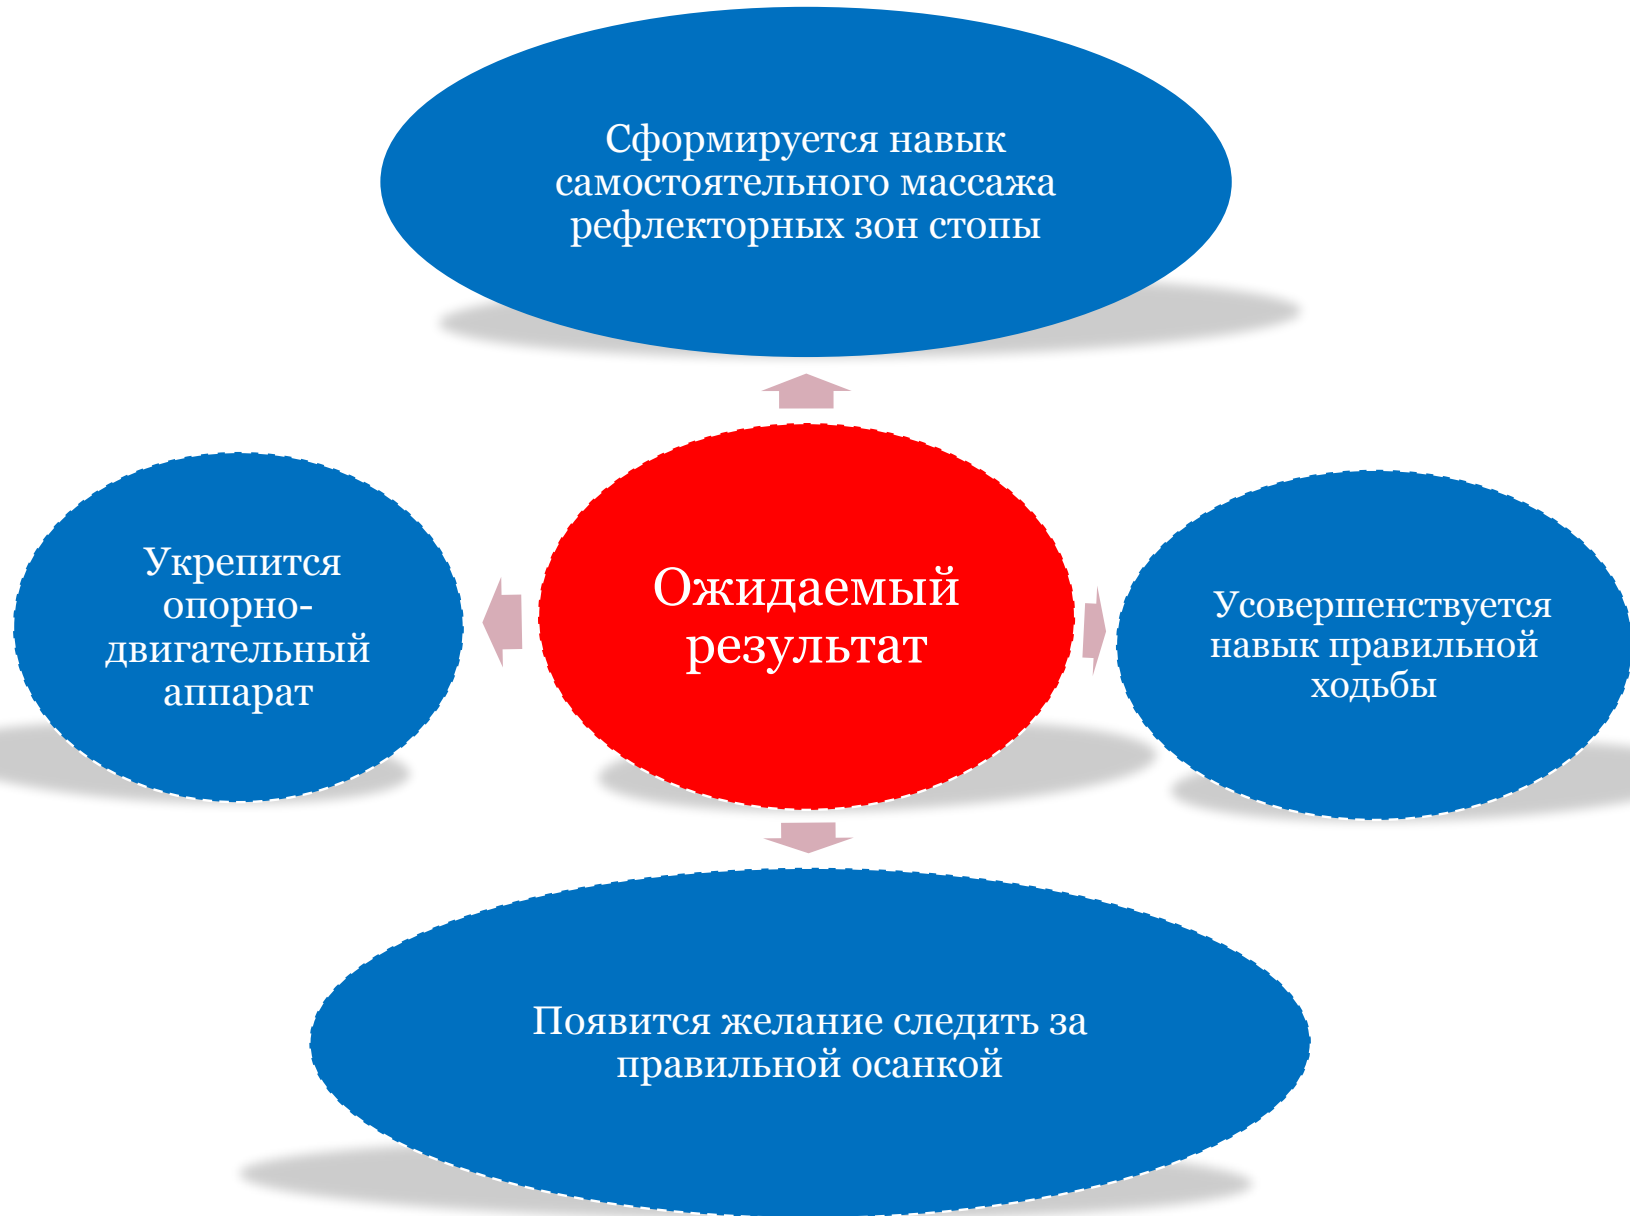 Сформируется навык
самостоятельного массажа
рефлекторных зон стопы
Укрепится
опорно-
двигательный
аппарат
Ожидаемый
результат
Усовершенствуется
навык правильной
ходьбы
Появится желание следить за
правильной осанкой